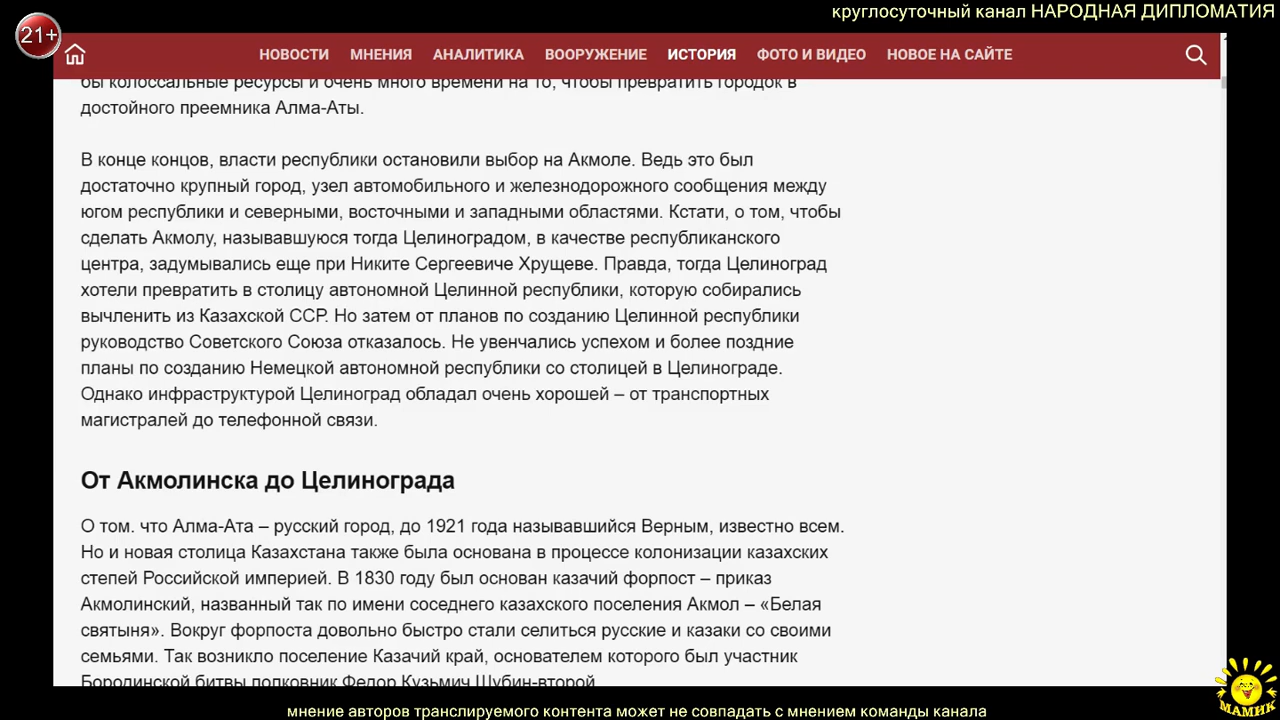 круглосуточный канал НАРОДНАЯ ДИПЛОМАТИЯ
21+
НОВОСТИ МНЕНИЯ АНАЛИТИКА ВООРУЖЕНИЕ ИСТОРИЯ ФОТО И ВИДЕО НОВОЕ НА САЙТЕ
бы колоссальные ресурсы и очень много времени на то, чтобы превратить городок в
достойного преемника Алма-Аты.
В конце концов, власти республики остановили выбор на Акмоле. Ведь это был
достаточно крупный город, узел автомобильного и железнодорожного сообщения между
югом республики и северными, восточными и западными областями. Кстати, о том, чтобы
сделать Акмолу, называвшуюся тогда Целиноградом, в качестве республиканского
центра, задумывались еще при Никите Сергеевиче Хрущеве. Правда, тогда Целиноград
хотели превратить в столицу автономной Целинной республики, которую собирались
вычленить из Казахской ССР. Но затем от планов по созданию Целинной республики
руководство Советского Союза отказалось. Не увенчались успехом и более поздние
планы по созданию Немецкой автономной республики со столицей в Целинограде.
Однако инфраструктурой Целиноград обладал очень хорошей – от транспортных
магистралей до телефонной связи.
От Акмолинска до Целинограда
О том. что Алма-Ата – русский город, до 1921 года называвшийся Верным, известно всем.
Но и новая столица Казахстана также была основана в процессе колонизации казахских
степей Российской империей. В 1830 году был основан казачий форпост – приказ
Акмолинский, названный так по имени соседнего казахского поселения Акмол – «Белая
святыня». Вокруг форпоста довольно быстро стали селиться русские и казаки со своими
семьями. Так возникло поселение Казачий край, основателем которого был участник
Бородинской битвы полковник Федор Кузьмич Шубин-второй.
МАМИК
мнение авторов транслируемого контента может не совпадать с мнением команды канала